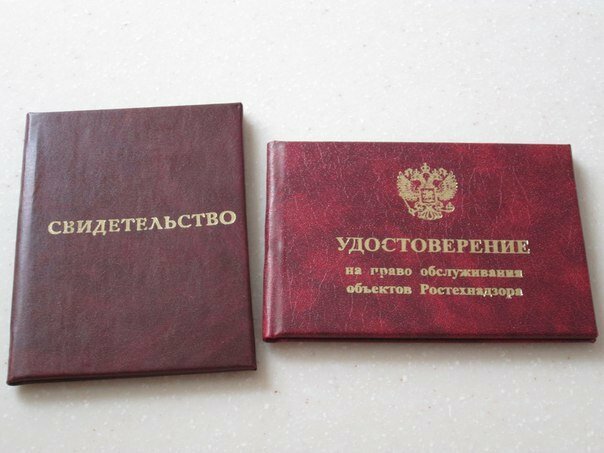 СВИДЕТЕЛЬСТВО
УДОСТОВЕРЕНИЕ
на право обслуживания
объектов Ростехнадзора